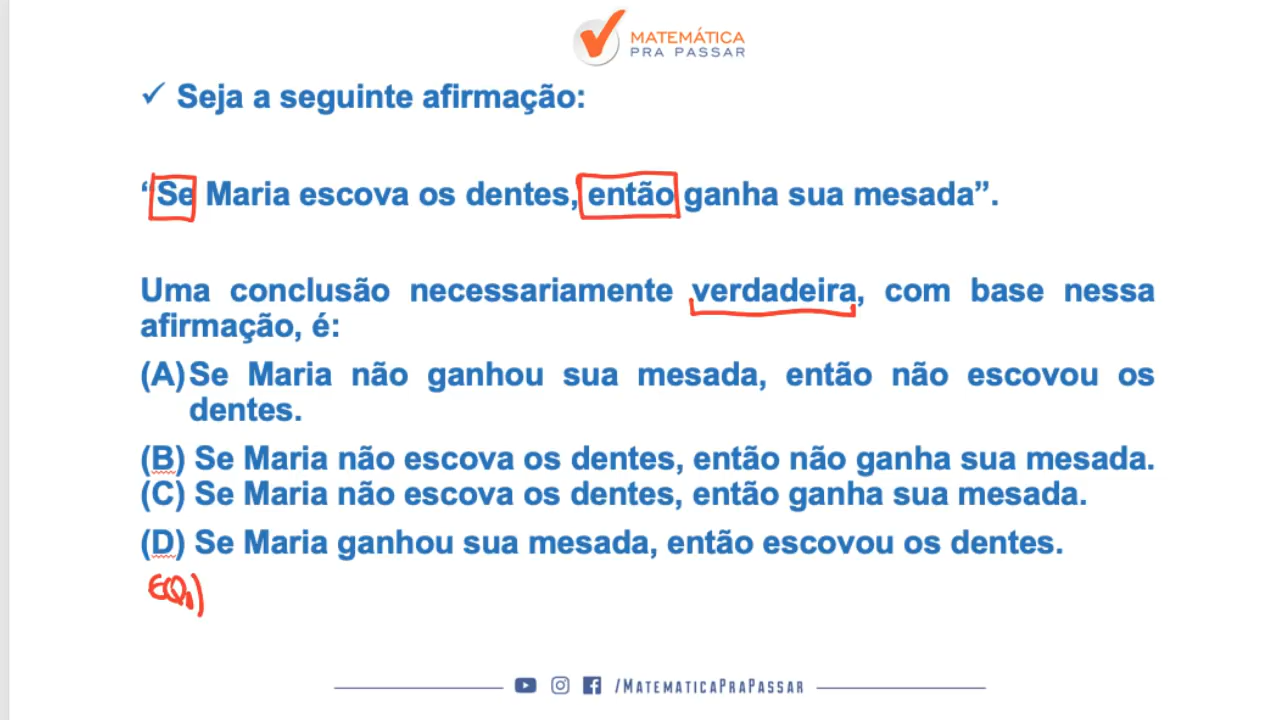 MATEMÁTICA
PRA PASSAR
✓ Seja a seguinte afirmação:
“Se Maria escova os dentes, então ganha sua mesada”.
Uma conclusão necessariamente verdadeira, com base nessa
afirmação, é:
(A) Se Maria não ganhou sua mesada, então não escovou os
dentes.
(B) Se Maria não escova os dentes, então não ganha sua mesada.
(C) Se Maria não escova os dentes, então ganha sua mesada.
(D) Se Maria ganhou sua mesada, então escovou os dentes.
/MATEMATICAPRAPASSAR